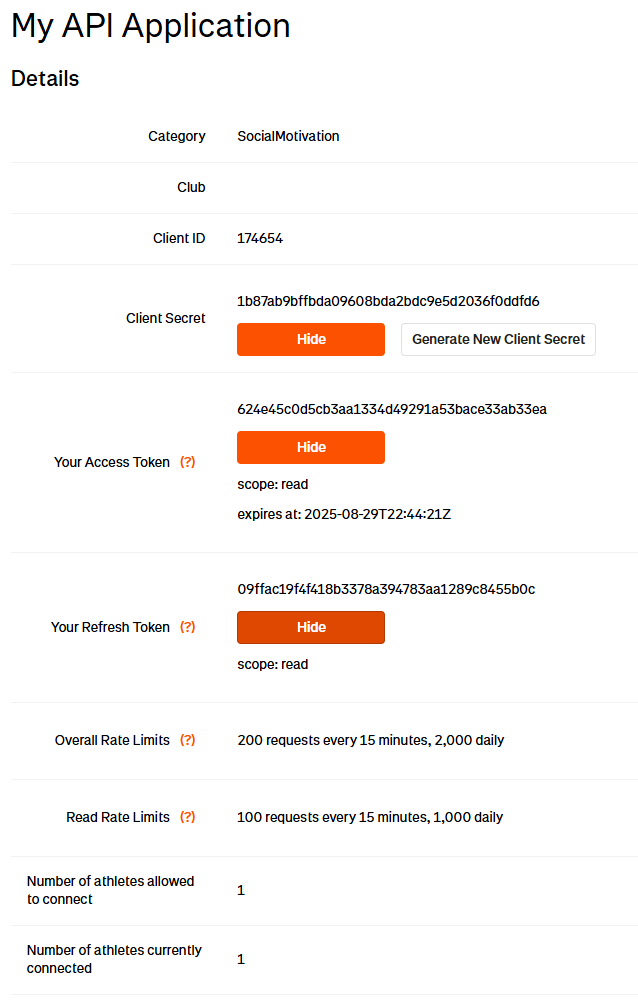 My API Application
Details
Category SocialMotivation
Club
Client ID 174654
Client Secret 1b87ab9bffbda09608bda2bdc9e5d2036f0ddfd6
Hide Generate New Client Secret
624e45c0d5cb3aa1334d49291a53bace33ab33ea
Hide
Your Access Token (?)
scope: read
expires at: 2025-08-29T22:44:21Z
09ffac19f4f418b3378a394783aa1289c8455b0c
Your Refresh Token (?) Hide
scope: read
Overall Rate Limits (?) 200 requests every 15 minutes, 2,000 daily
Read Rate Limits (?) 100 requests every 15 minutes, 1,000 daily
Number of athletes allowed
to connect 1
Number of athletes currently
connected 1